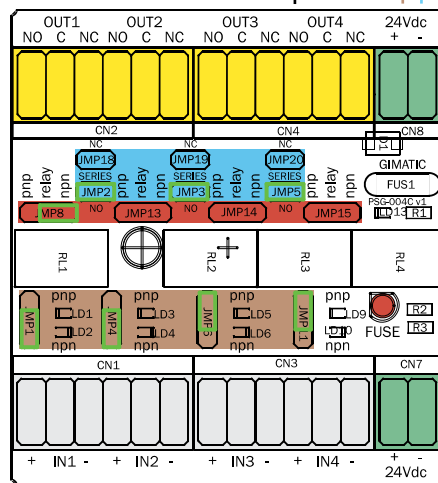 OUT1 OUT2 OUT3 OUT4 24Vdc
NO C NC NO C NC NO C NC NO C NC + -
CN2 CN4 CN8
NC NC NC
JMP18 JMP19 JMP20 D1
pnp relay npn SERIES pnp relay npn SERIES pnp relay npn SERIES pnp relay npn GIMATIC
JMP2 JMP3 JMP5 FUS1
PSG-004C v1
JMP8 NO JMP13 NO JMP14 NO JMP15 LD13 R1
RL1 RL2 RL3 RL4
pnp pnp pnp pnp
MP1 LD1 MP4 LD3 JMP6 LD5 LD9 R2
LD2 LD4 LD6 LD10 FUSE R3
npn npn npn npn
CN1 CN3 CN7
+ IN1 - + IN2 - + IN3 - + IN4 - + -
24Vdc